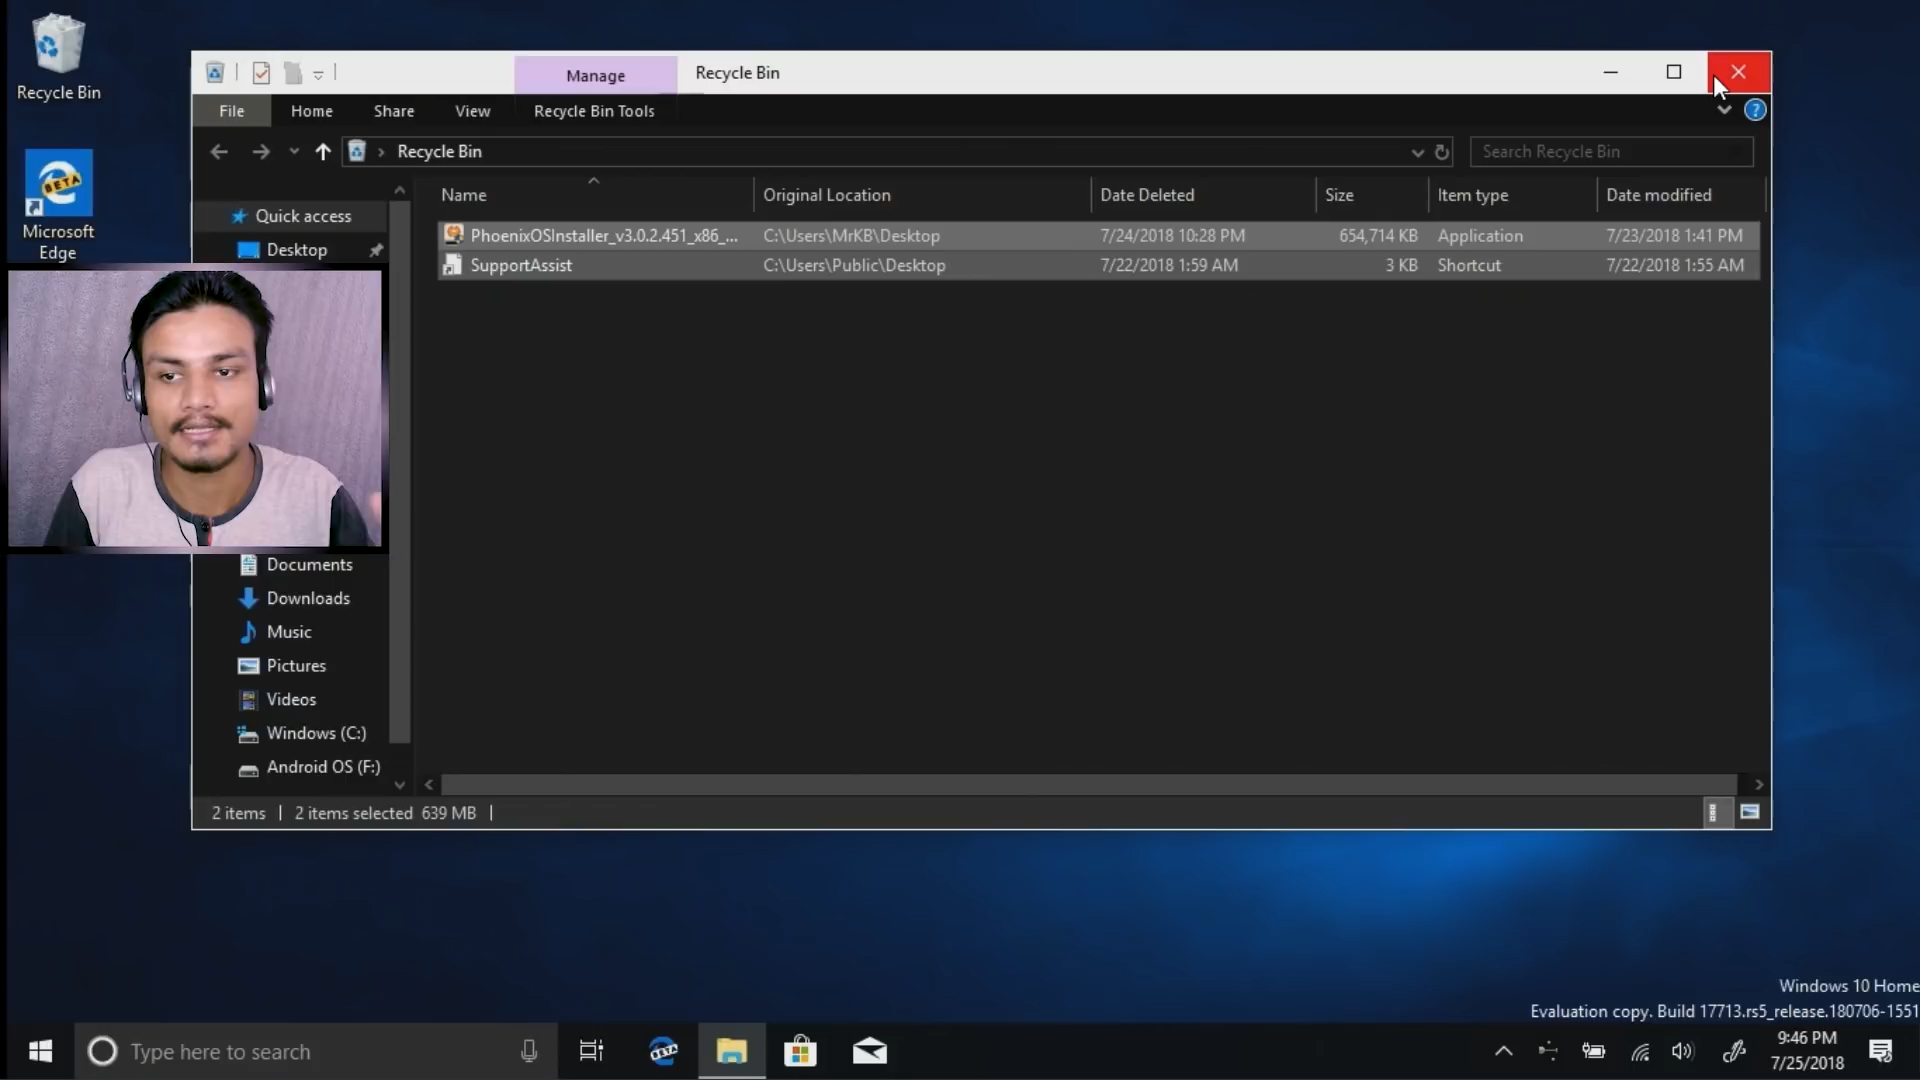 Recycle Bin
BETA
Microsoft
Edge
Manage
Recycle Bin
File
Home
Share
View
Recycle Bin Tools
Recycle Bin
Search Recycle Bin
Quick access
Desktop
Documents
Downloads
Music
Pictures
Videos
Windows (C:)
Android OS (F:)
Name Original Location Date Deleted Size Item type Date modified
PhoenixOSInstaller_v3.0.2.451_x86_... C:\Users\MrKB\Desktop 7/24/2018 10:28 PM 654,714 KB Application 7/23/2018 1:41 PM
SupportAssist C:\Users\Public\Desktop 7/22/2018 1:59 AM 3 KB Shortcut 7/22/2018 1:55 AM
2 items 2 items selected 639 MB
Windows 10 Home
Evaluation copy. Build 17713.rs5_release.180706-1551
Type here to search
BETA
9:46 PM
7/25/2018